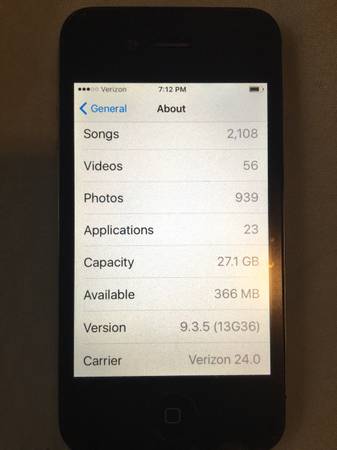 Verizon 7:12 PM
General About
Songs 2,108
Videos 56
Photos 939
Applications 23
Capacity 27.1 GB
Available 366 MB
Version 9.3.5 (13G36)
Carrier Verizon 24.0